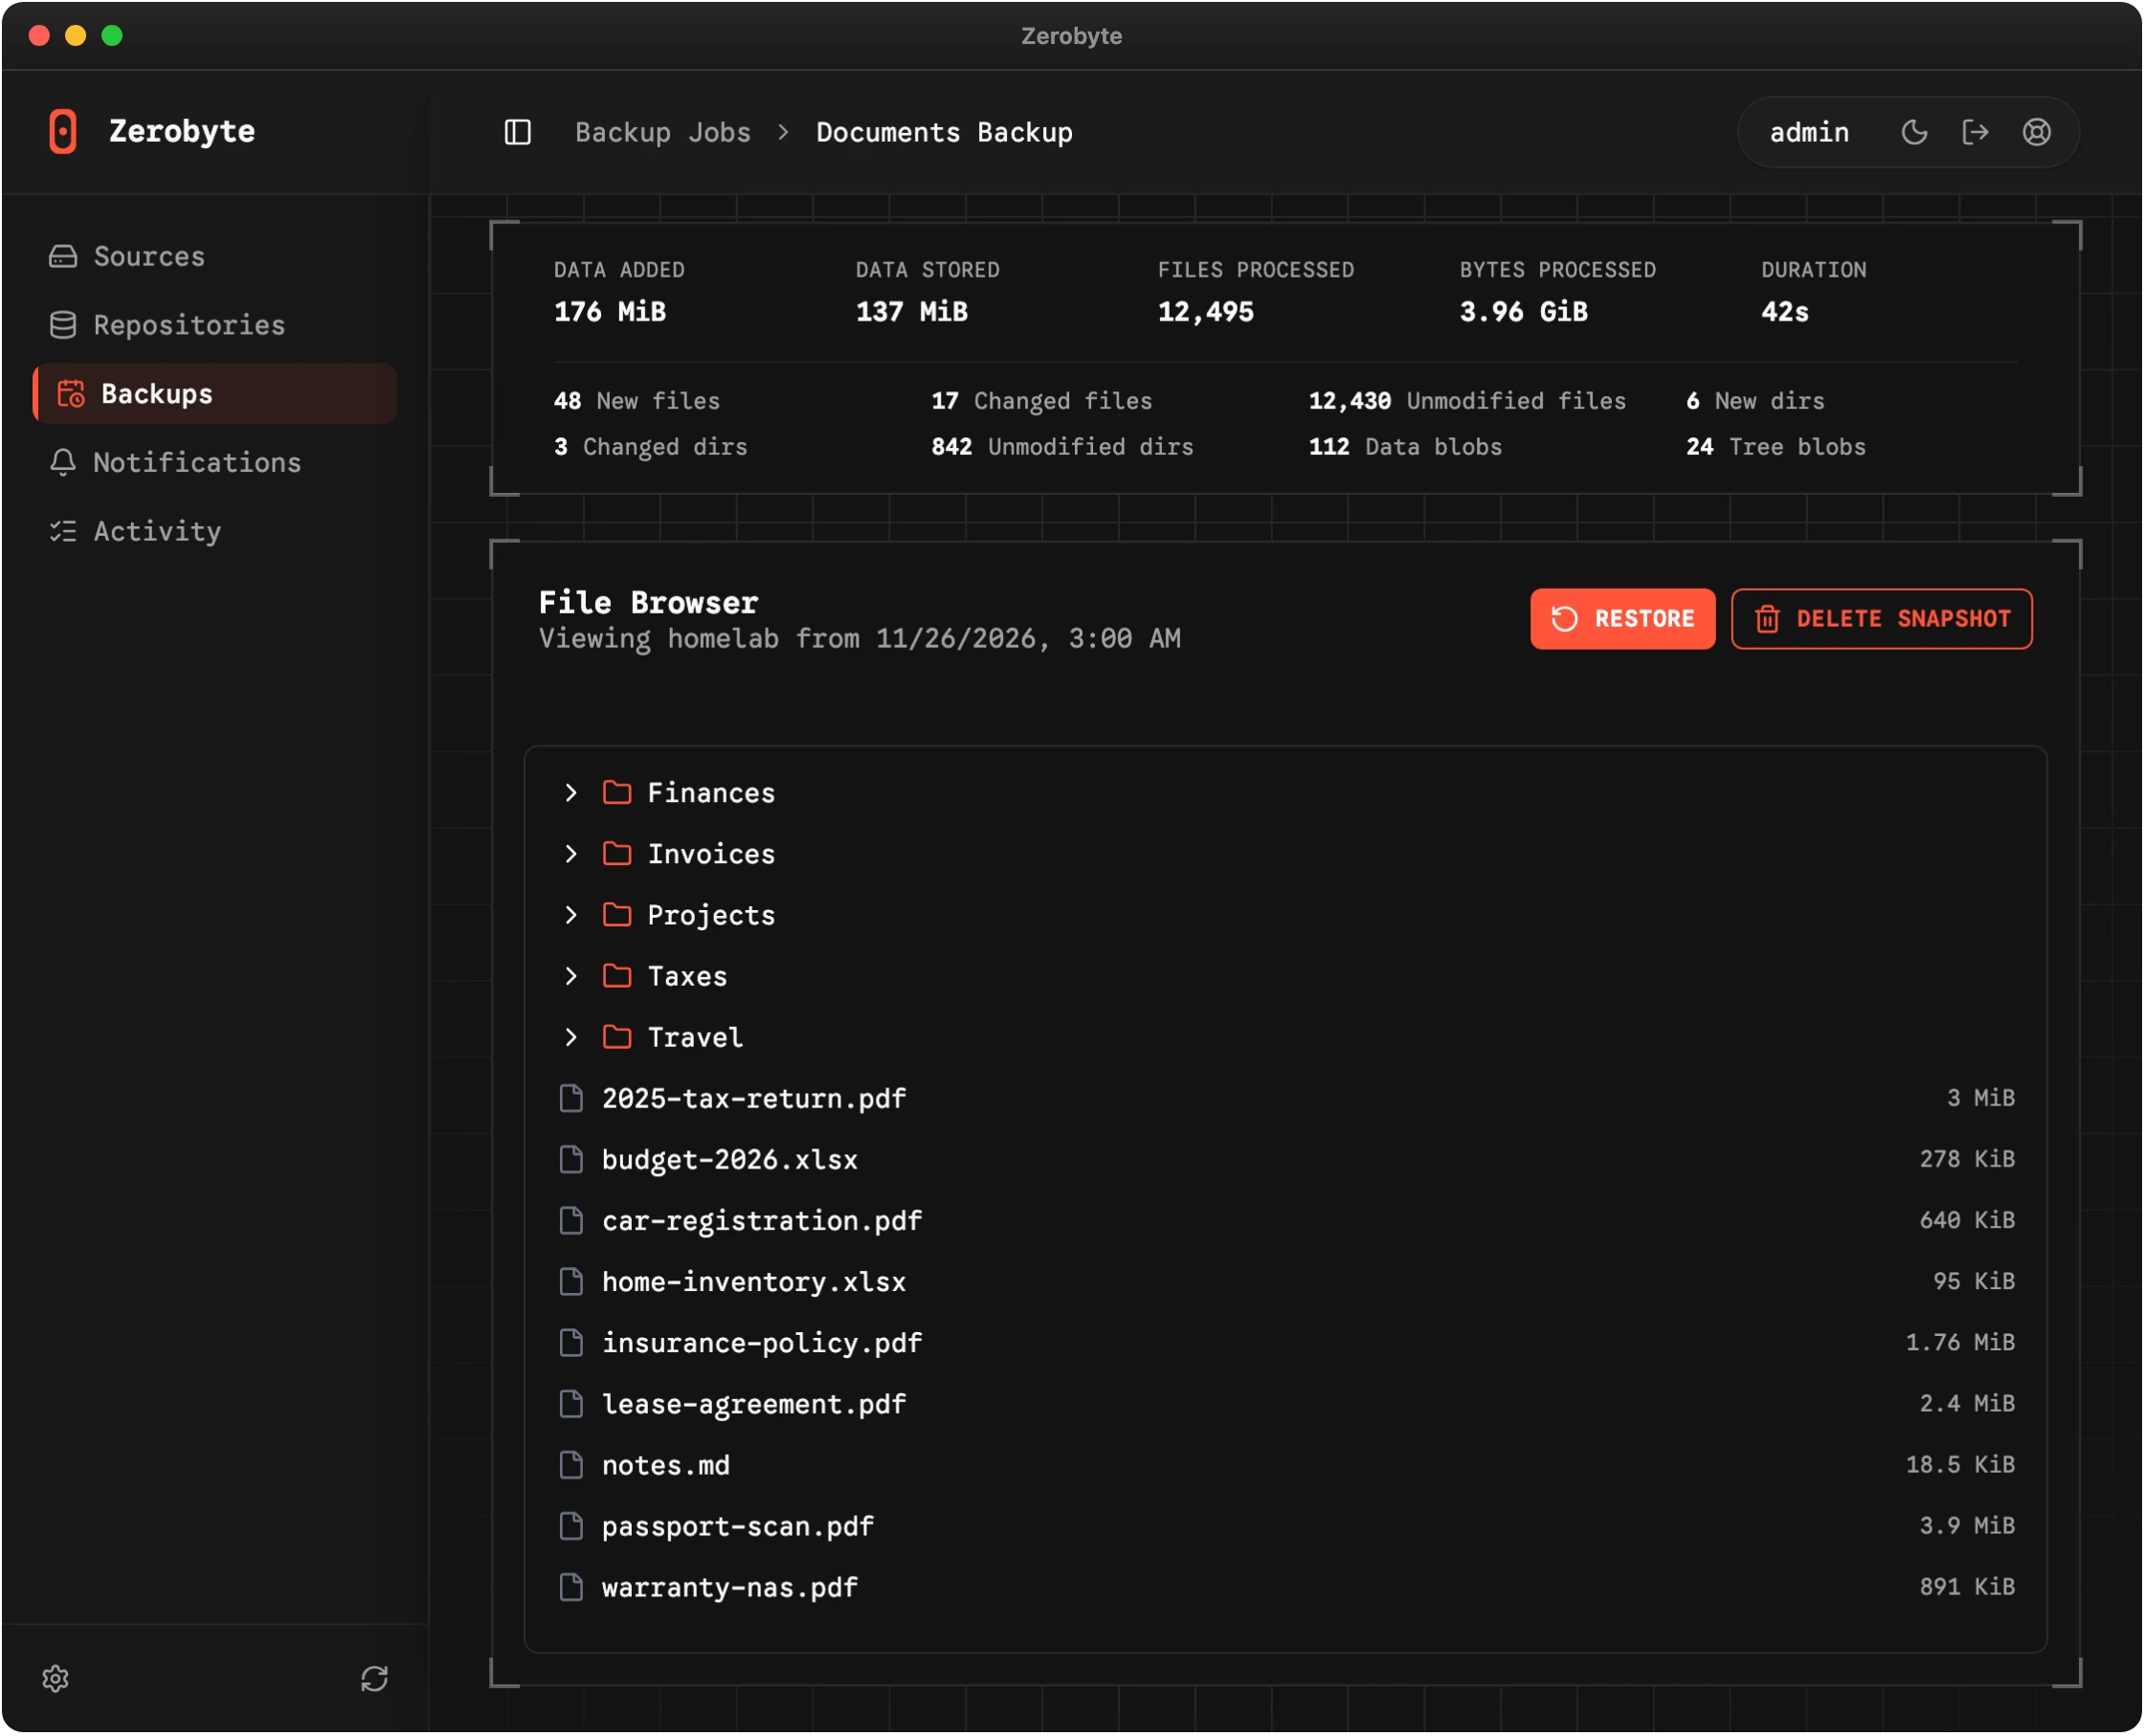 Zerobyte
Zerobyte
Backup Jobs > Documents Backup
admin
Sources
Repositories
Backups
Notifications
Activity
DATA ADDED
176 MiB
DATA STORED
137 MiB
FILES PROCESSED
12,495
BYTES PROCESSED
3.96 GiB
DURATION
42s
48 New files
17 Changed files
12,430 Unmodified files
6 New dirs
3 Changed dirs
842 Unmodified dirs
112 Data blobs
24 Tree blobs
File Browser
Viewing homelab from 11/26/2026, 3:00 AM
RESTORE
DELETE SNAPSHOT
Finances
Invoices
Projects
Taxes
Travel
2025-tax-return.pdf 3 MiB
budget-2026.xlsx 278 KiB
car-registration.pdf 640 KiB
home-inventory.xlsx 95 KiB
insurance-policy.pdf 1.76 MiB
lease-agreement.pdf 2.4 MiB
notes.md 18.5 KiB
passport-scan.pdf 3.9 MiB
warranty-nas.pdf 891 KiB